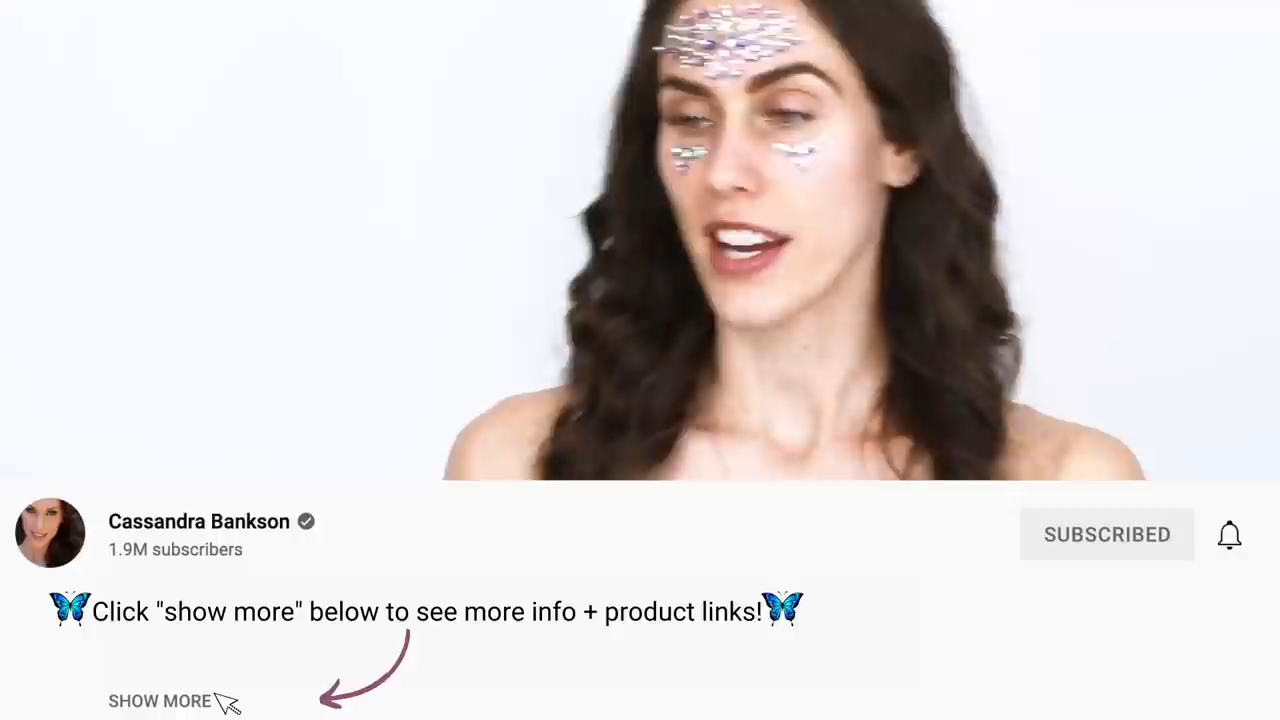 Cassandra Bankson
1.9M subscribers
SUBSCRIBED
Click "show more" below to see more info + product links!
SHOW MORE